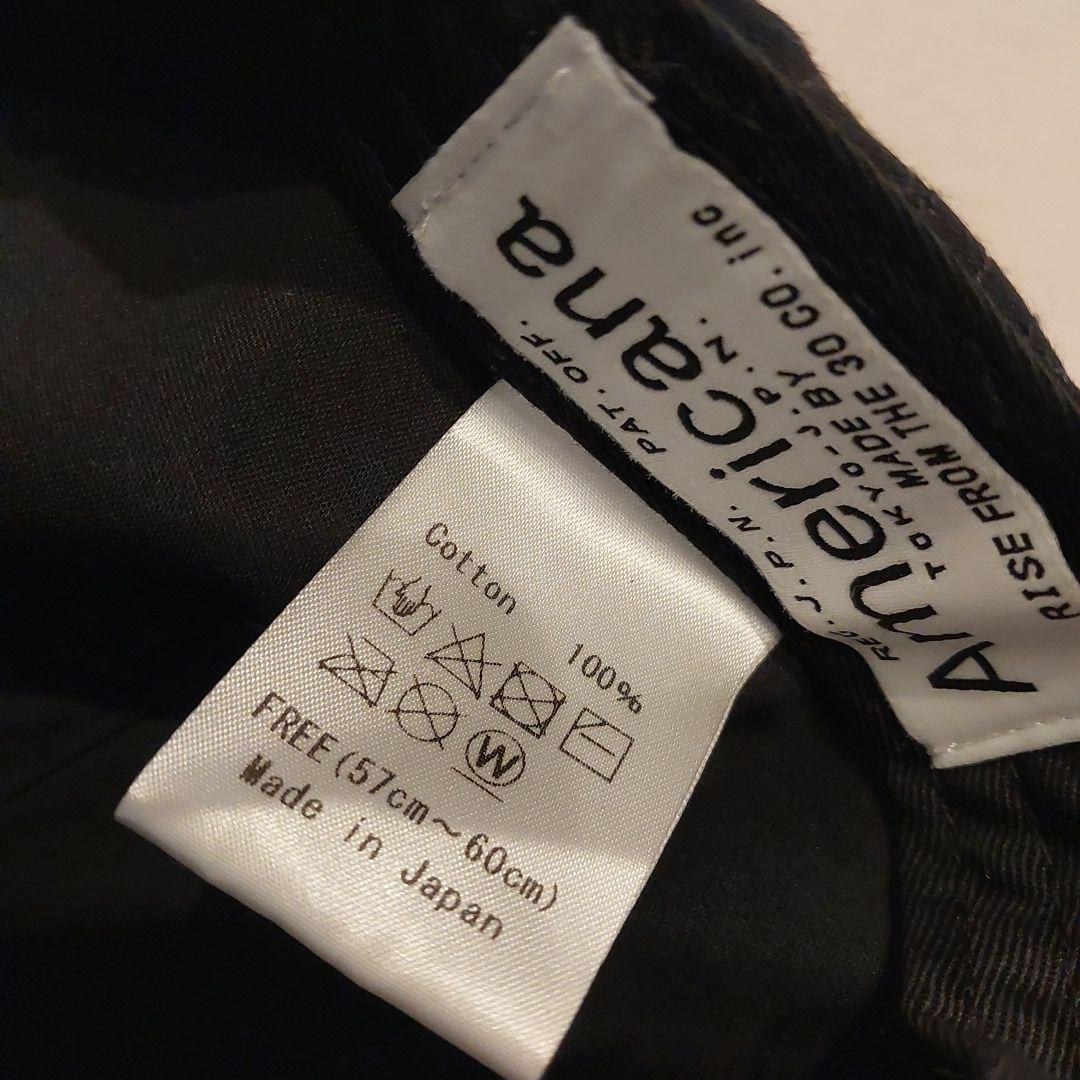 REG. J.P.N. PAT. OFF.
Americana
TOKYO-J.P.N.
MADE BY
RISE FROM THE 30 CO. inc
Cotton 100%
W
FREE(57cm～60cm)
Made in Japan